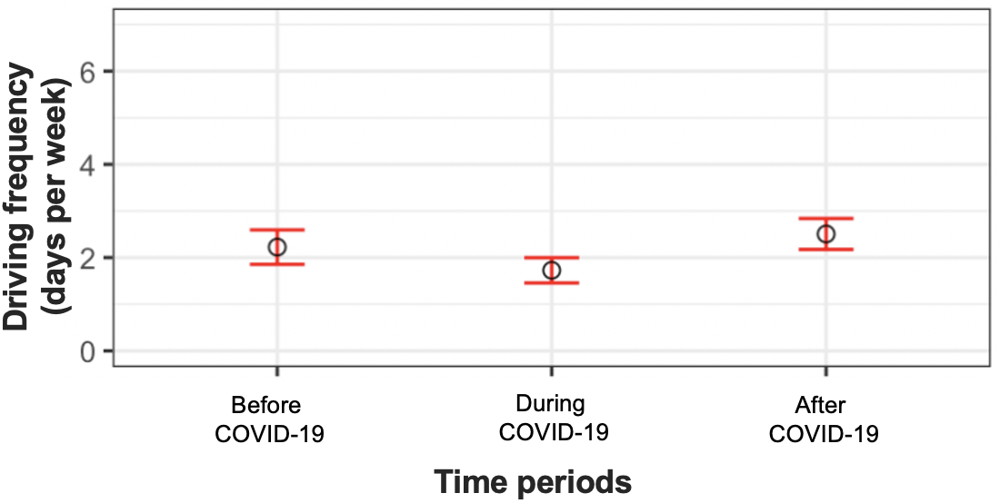 Driving frequency
(days per week)
6
4
2
0
Before
COVID-19
During
COVID-19
After
COVID-19
Time periods